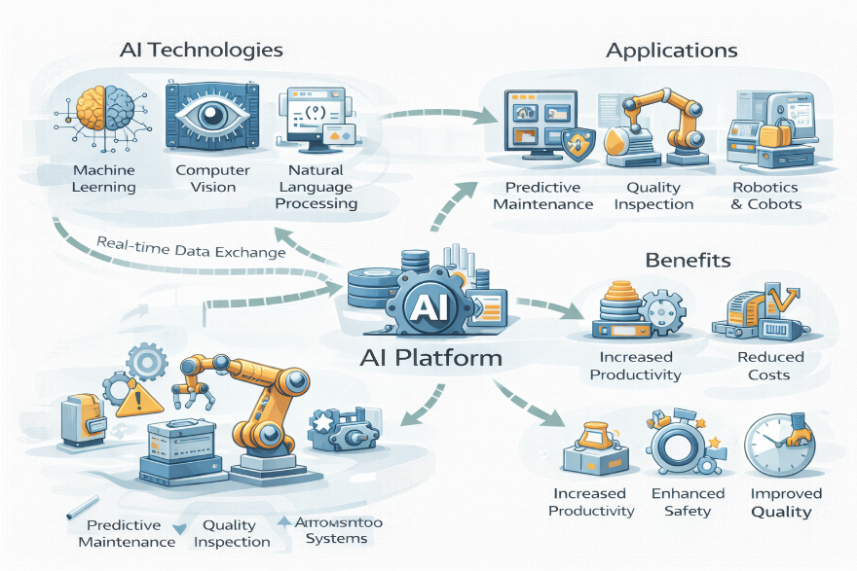 AI Technologies
Applications
Machine
Leerning
Computer
Vision
Natural
Language
Processing
Predictive
Maintenance
Quality
Inspection
Robotics
& Cobots
Real-time Data Exchange
Benefits
AI
AI Platform
Increased
Productivity
Reduced
Costs
Increased
Productivity
Enhanced
Safety
Improved
Quality
Predictive
Maintenance
Quality
Inspection
Systems